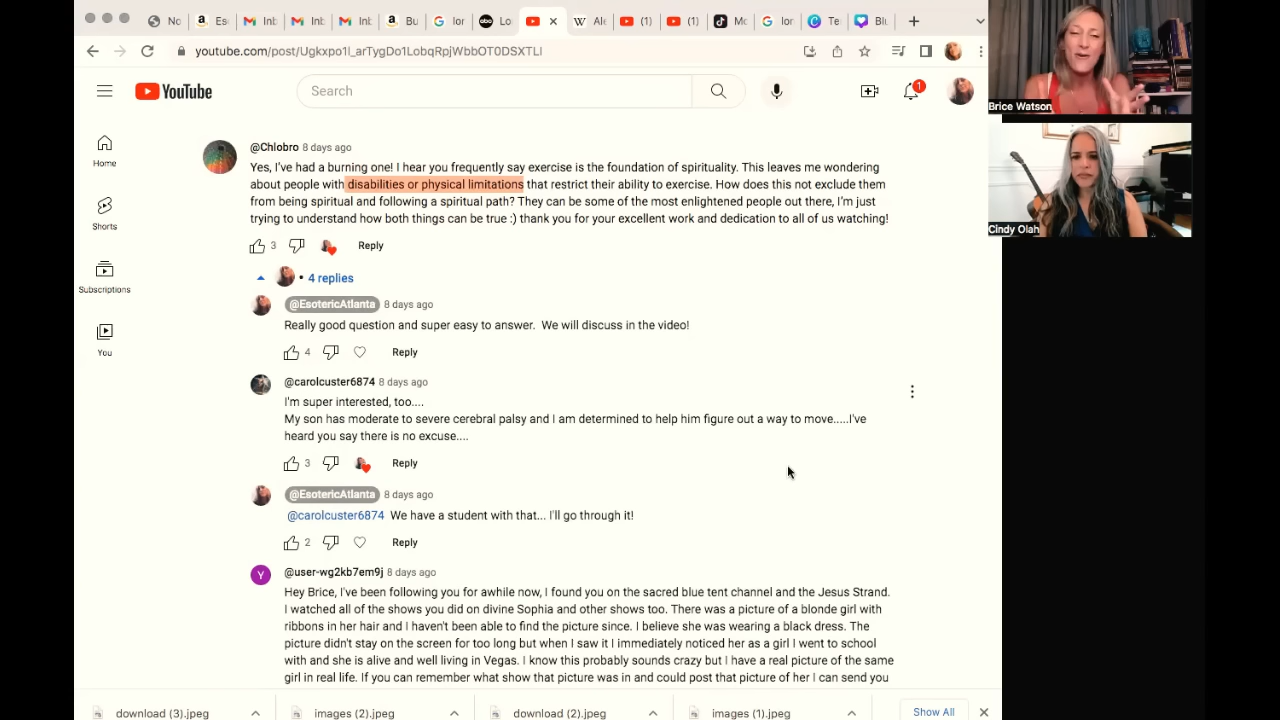 No
Es
Inb
Inb
Inb
Bu
lor
Lo
Ale
(1)
(1)
Mo
lor
Te
Bl
youtube.com/post/Ugkxpo1l_arTygDo1LobqRpjWbbOT0DSXTLl
YouTube
Search
1
Home
Shorts
Subscriptions
You
@Chlobro 8 days ago
Yes, I've had a burning one! I hear you frequently say exercise is the foundation of spirituality. This leaves me wondering
about people with disabilities or physical limitations that restrict their ability to exercise. How does this not exclude them
from being spiritual and following a spiritual path? They can be some of the most enlightened people out there, I'm just
trying to understand how both things can be true :) thank you for your excellent work and dedication to all of us watching!
3 Reply
• 4 replies
@EsotericAtlanta 8 days ago
Really good question and super easy to answer. We will discuss in the video!
4 Reply
@carolcuster6874 8 days ago
I'm super interested, too....
My son has moderate to severe cerebral palsy and I am determined to help him figure out a way to move.....I've
heard you say there is no excuse....
3 Reply
@EsotericAtlanta 8 days ago
@carolcuster6874 We have a student with that... I'll go through it!
2 Reply
Y
@user-wg2kb7em9j 8 days ago
Hey Brice, I've been following you for awhile now, I found you on the sacred blue tent channel and the Jesus Strand.
I watched all of the shows you did on divine Sophia and other shows too. There was a picture of a blonde girl with
ribbons in her hair and I haven't been able to find the picture since. I believe she was wearing a black dress. The
picture didn't stay on the screen for too long but when I saw it I immediately noticed her as a girl I went to school
with and she is alive and well living in Vegas. I know this probably sounds crazy but I have a real picture of the same
girl in real life. If you can remember what show that picture was in and could post that picture of her I can send you
download (3).jpeg
images (2).jpeg
download (2).jpeg
images (1).jpeg
Show All
Brice Watson
Cindy Olah